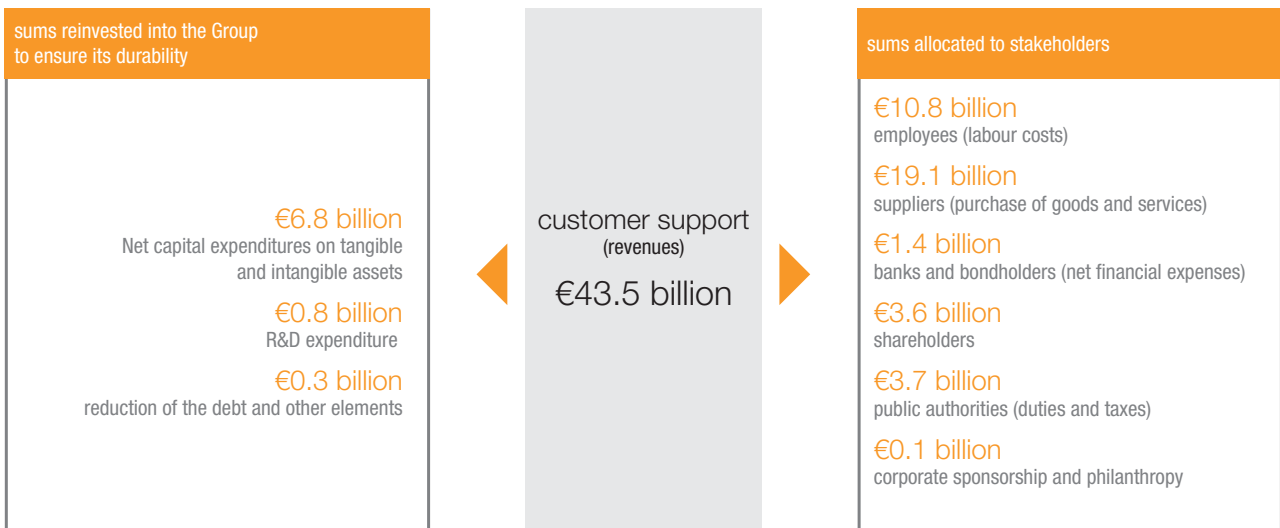 sums reinvested into the Group
to ensure its durability
€6.8 billion
Net capital expenditures on tangible
and intangible assets
€0.8 billion
R&D expenditure
€0.3 billion
reduction of the debt and other elements
customer support
(revenues)
€43.5 billion
sums allocated to stakeholders
€10.8 billion
employees (labour costs)
€19.1 billion
suppliers (purchase of goods and services)
€1.4 billion
banks and bondholders (net financial expenses)
€3.6 billion
shareholders
€3.7 billion
public authorities (duties and taxes)
€0.1 billion
corporate sponsorship and philanthropy